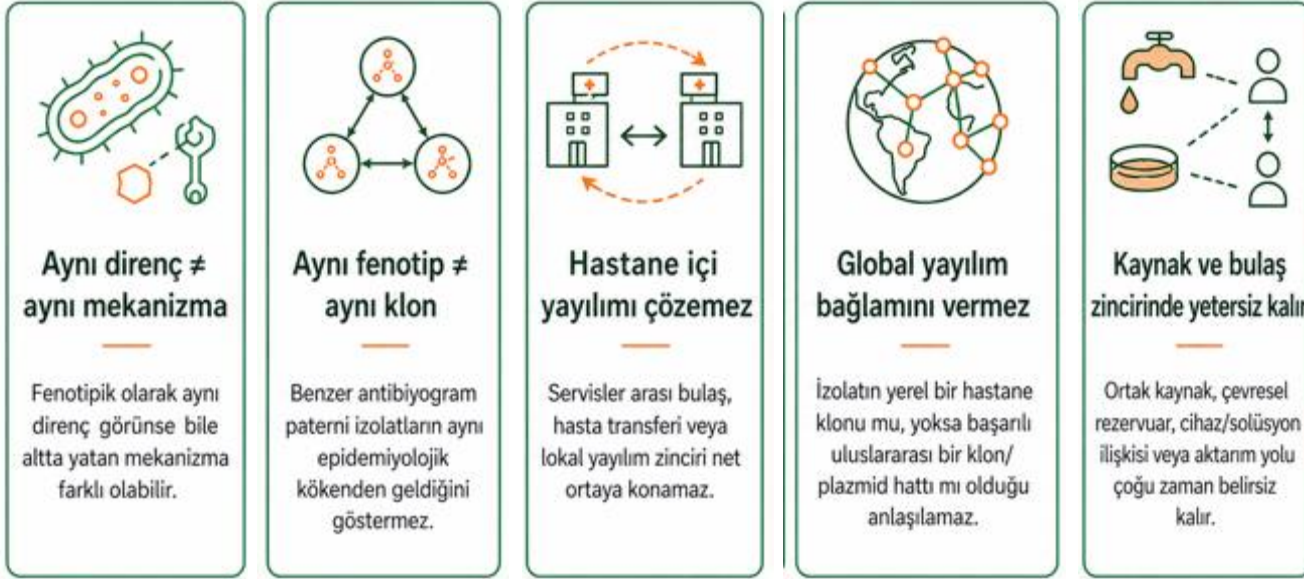 Aynı direnç ≠
aynı mekanizma
Fenotipik olarak aynı
direnç görünse bile
altta yatan mekanizma
farklı olabilir.
Aynı fenotip ≠
aynı klon
Benzer antibiyogram
paterni izolatların aynı
epidemiyolojik
kökenden geldiğini
göstermez.
Hastane içi
yayılımı çözemez
Servisler arası bulaş,
hasta transferi veya
lokal yayılım zinciri net
ortaya konamaz.
Global yayılım
bağlamını vermez
İzolatın yerel bir hastane
klonu mu, yoksa başarılı
uluslararası bir klon/
plazmid hattı mı olduğu
anlaşılamaz.
Kaynak ve bulaş
zincirinde yetersiz kalır
Ortak kaynak, çevresel
rezervuar, cihaz/solüsyon
ilişkisi veya aktarım yolu
çoğu zaman belirsiz
kalır.